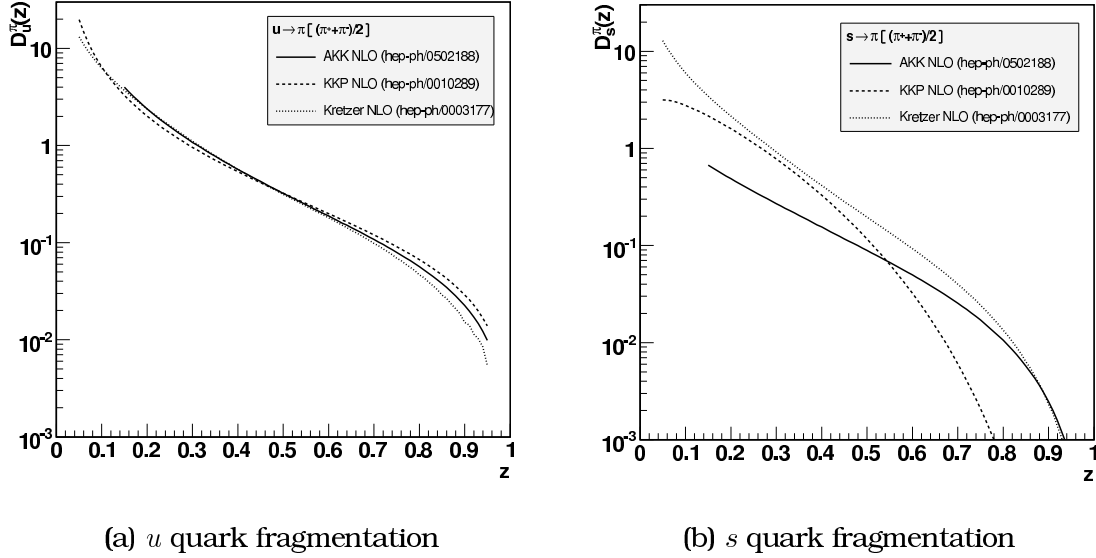 D_u^π(z)
10
1
10^-1
10^-2
10^-3
0 0.1 0.2 0.3 0.4 0.5 0.6 0.7 0.8 0.9 1
z
u→π[ (π⁺+π⁻)/2]
AKK NLO (hep-ph/0502188)
KKP NLO (hep-ph/0010289)
Kretzer NLO (hep-ph/0003177)
(a) u quark fragmentation
D_s^π(z)
10
1
10^-1
10^-2
10^-3
0 0.1 0.2 0.3 0.4 0.5 0.6 0.7 0.8 0.9 1
z
s→π[ (π⁺+π⁻)/2]
AKK NLO (hep-ph/0502188)
KKP NLO (hep-ph/0010289)
Kretzer NLO (hep-ph/0003177)
(b) s quark fragmentation